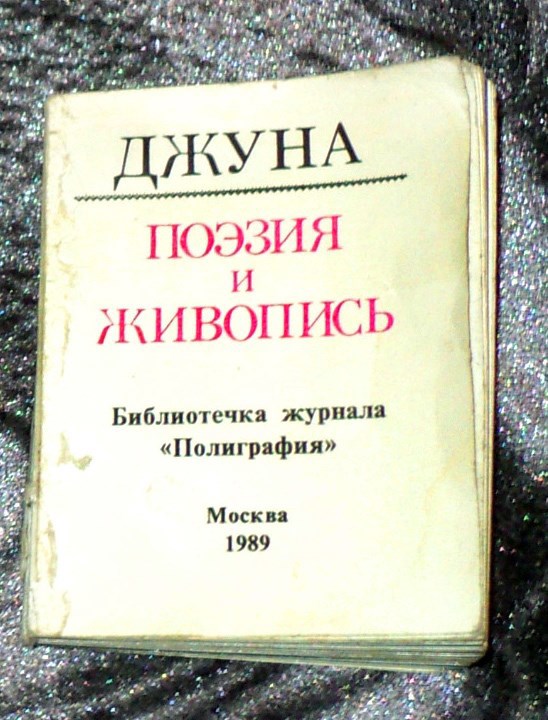 ДЖУНА
ПОЭЗИЯ
И
ЖИВОПИСЬ
Библиотечка журнала
«Полиграфия»
Москва
1989